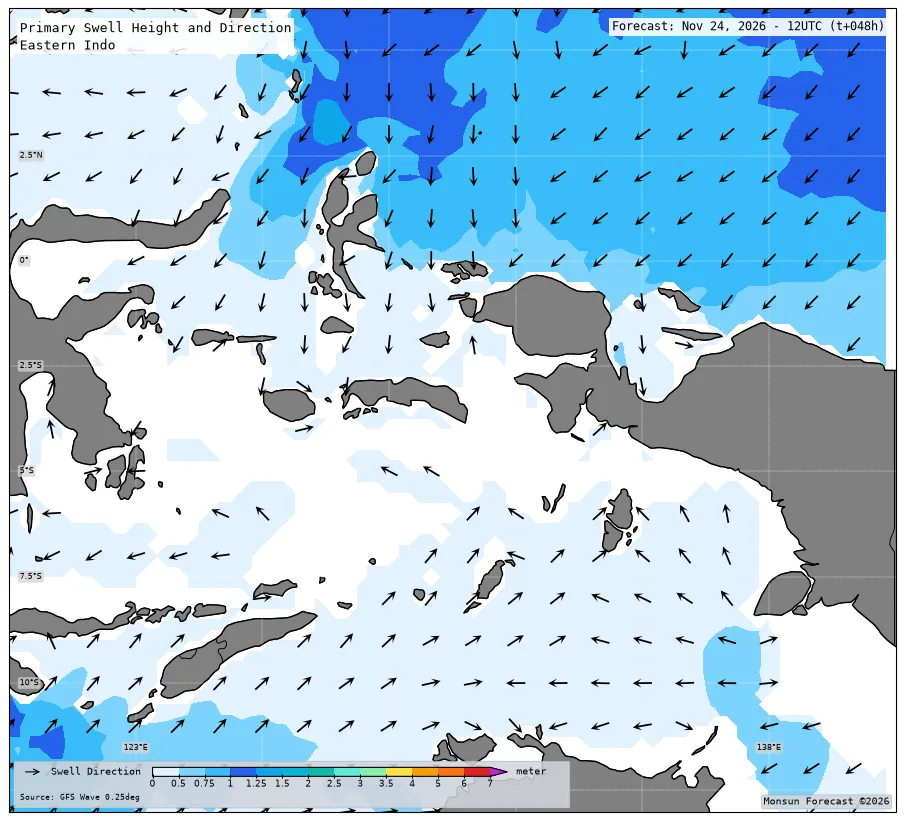 Primary Swell Height and Direction
Eastern Indo
Forecast: Nov 24, 2026 - 12UTC (t+048h)
2.5°N
0°
2.5°S
5°S
7.5°S
10°S
123°E
138°E
Swell Direction
0 0.5 0.75 1 1.25 1.5 2 2.5 3 3.5 4 5 6 7
meter
Source: GFS Wave 0.25deg
Monsun Forecast ©2026